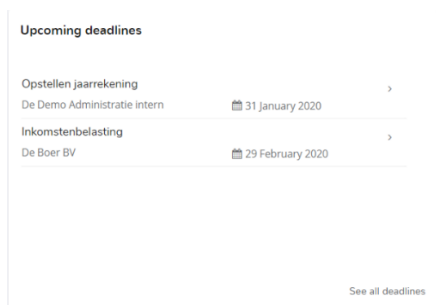 Upcoming deadlines
Opstellen jaarrekening
De Demo Administratie intern 31 January 2020
Inkomstenbelasting
De Boer BV 29 February 2020
See all deadlines